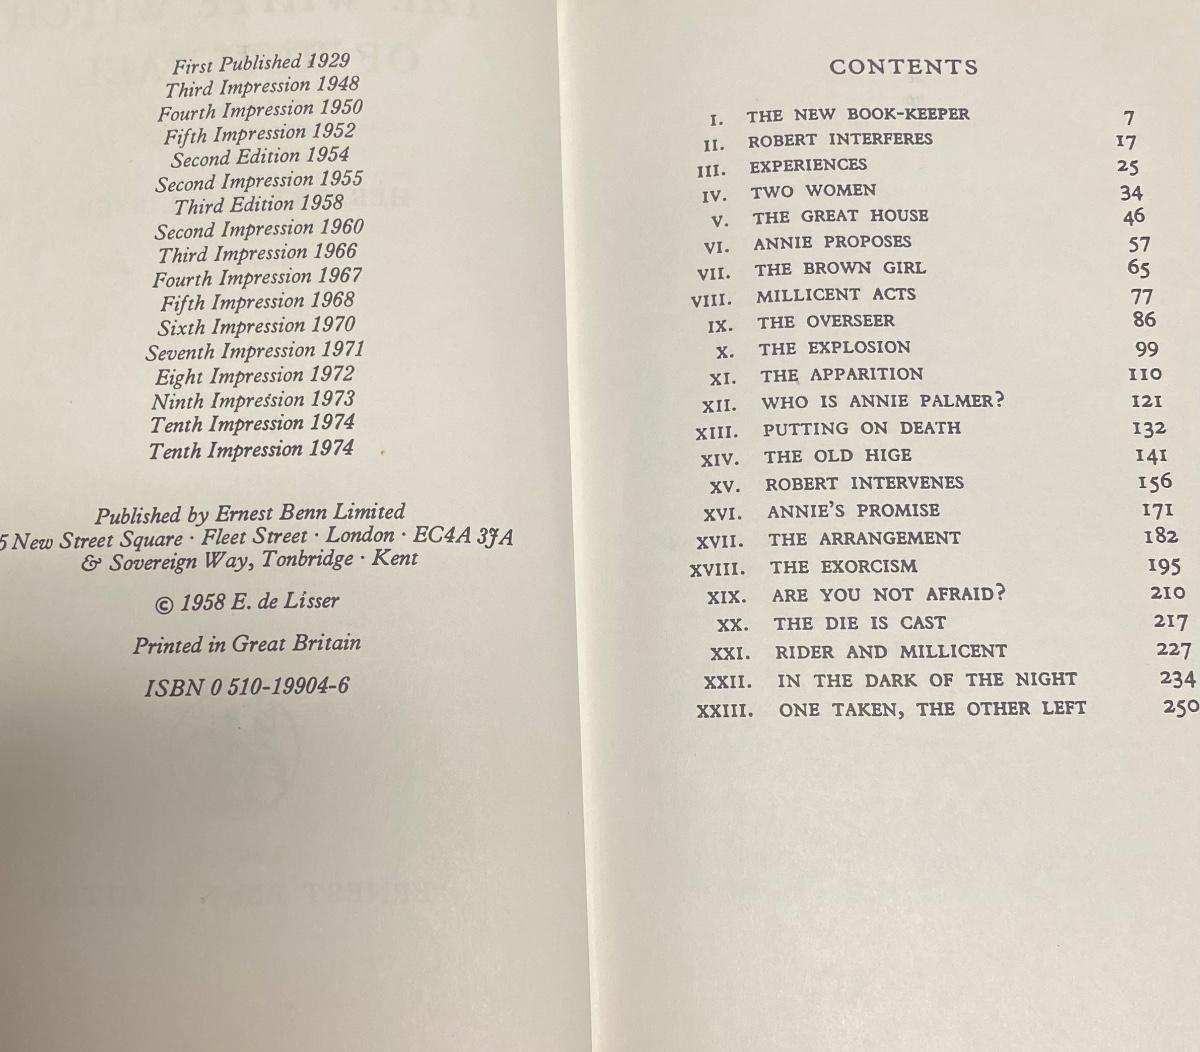 First Published 1929
Third Impression 1948
Fourth Impression 1950
Fifth Impression 1952
Second Edition 1954
Second Impression 1955
Third Edition 1958
Second Impression 1960
Third Impression 1966
Fourth Impression 1967
Fifth Impression 1968
Sixth Impression 1970
Seventh Impression 1971
Eight Impression 1972
Ninth Impression 1973
Tenth Impression 1974
Tenth Impression 1974
Published by Ernest Benn Limited
5 New Street Square · Fleet Street · London · EC4A 3JA
& Sovereign Way, Tonbridge · Kent
© 1958 E. de Lisser
Printed in Great Britain
ISBN 0 510-19904-6
CONTENTS
I. THE NEW BOOK-KEEPER 7
II. ROBERT INTERFERES 17
III. EXPERIENCES 25
IV. TWO WOMEN 34
V. THE GREAT HOUSE 46
VI. ANNIE PROPOSES 57
VII. THE BROWN GIRL 65
VIII. MILLICENT ACTS 77
IX. THE OVERSEER 86
X. THE EXPLOSION 99
XI. THE APPARITION 110
XII. WHO IS ANNIE PALMER? 121
XIII. PUTTING ON DEATH 132
XIV. THE OLD HIGE 141
XV. ROBERT INTERVENES 156
XVI. ANNIE'S PROMISE 171
XVII. THE ARRANGEMENT 182
XVIII. THE EXORCISM 195
XIX. ARE YOU NOT AFRAID? 210
XX. THE DIE IS CAST 217
XXI. RIDER AND MILLICENT 227
XXII. IN THE DARK OF THE NIGHT 234
XXIII. ONE TAKEN, THE OTHER LEFT 250